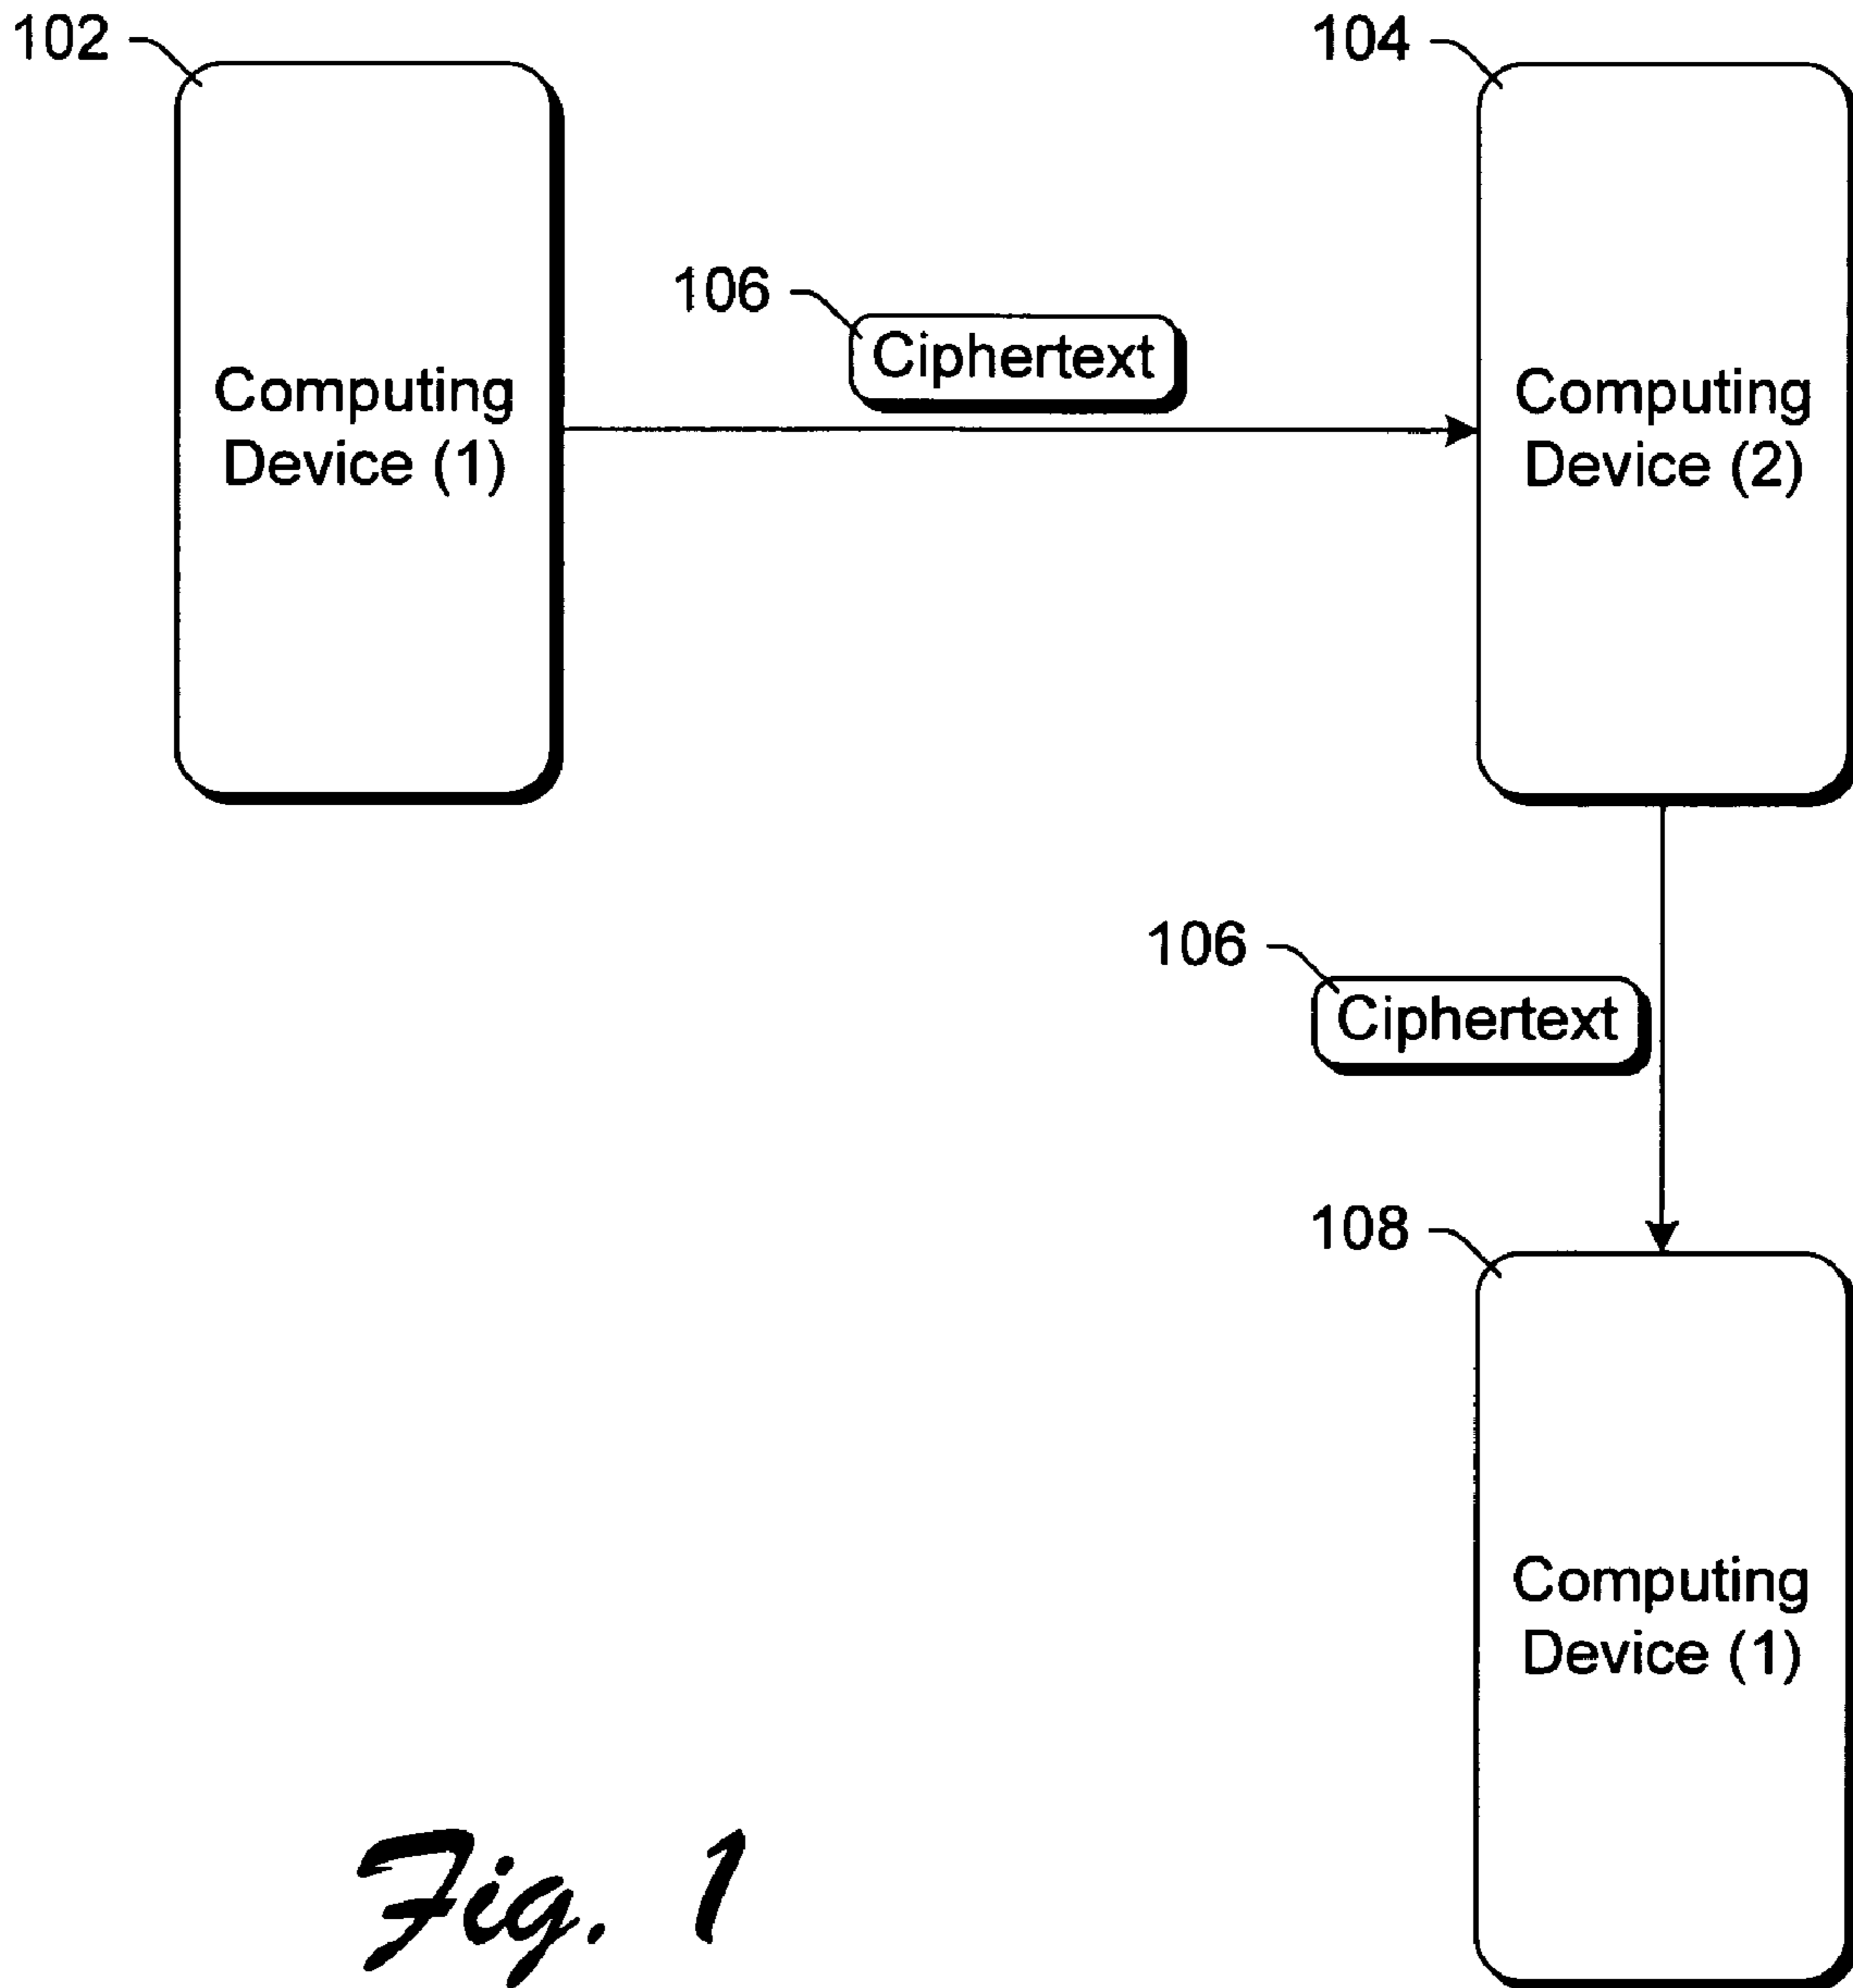 102
104
106
Ciphertext
Computing
Device (1)
Computing
Device (2)
106
Ciphertext
108
Computing
Device (1)
Fig. 1